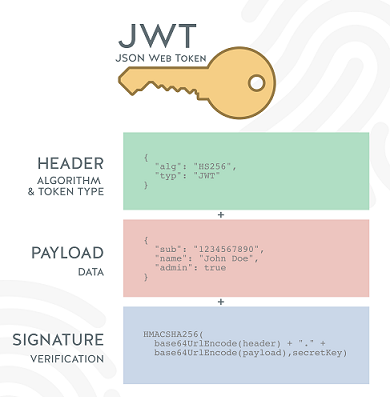 JWT
JSON WEB TOKEN
HEADER
ALGORITHM
& TOKEN TYPE
{
"alg": "HS256",
"typ": "JWT"
}
+
PAYLOAD
DATA
{
"sub": "1234567890",
"name": "John Doe",
"admin": true
}
+
SIGNATURE
VERIFICATION
HMACSHA256(
base64UrlEncode(header) + "." +
base64UrlEncode(payload),secretKey)